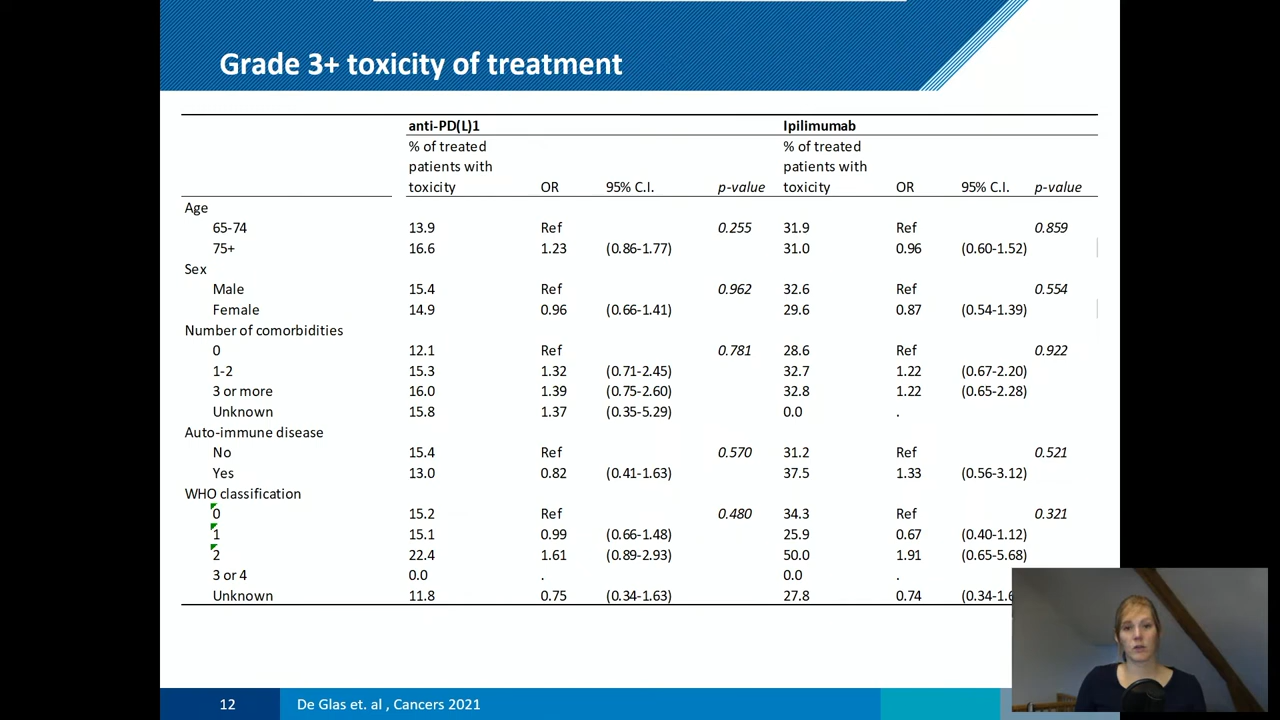 Grade 3+ toxicity of treatment
anti-PD(L)1 Ipilimumab
% of treated patients with toxicity OR 95% C.I. p-value % of treated patients with toxicity OR 95% C.I. p-value
Age
65-74 13.9 Ref 0.255 31.9 Ref 0.859
75+ 16.6 1.23 (0.86-1.77) 31.0 0.96 (0.60-1.52)
Sex
Male 15.4 Ref 0.962 32.6 Ref 0.554
Female 14.9 0.96 (0.66-1.41) 29.6 0.87 (0.54-1.39)
Number of comorbidities
0 12.1 Ref 0.781 28.6 Ref 0.922
1-2 15.3 1.32 (0.71-2.45) 32.7 1.22 (0.67-2.20)
3 or more 16.0 1.39 (0.75-2.60) 32.8 1.22 (0.65-2.28)
Unknown 15.8 1.37 (0.35-5.29) 0.0 .
Auto-immune disease
No 15.4 Ref 0.570 31.2 Ref 0.521
Yes 13.0 0.82 (0.41-1.63) 37.5 1.33 (0.56-3.12)
WHO classification
0 15.2 Ref 0.480 34.3 Ref 0.321
1 15.1 0.99 (0.66-1.48) 25.9 0.67 (0.40-1.12)
2 22.4 1.61 (0.89-2.93) 50.0 1.91 (0.65-5.68)
3 or 4 0.0 . 0.0 .
Unknown 11.8 0.75 (0.34-1.63) 27.8 0.74
12 De Glas et. al , Cancers 2021